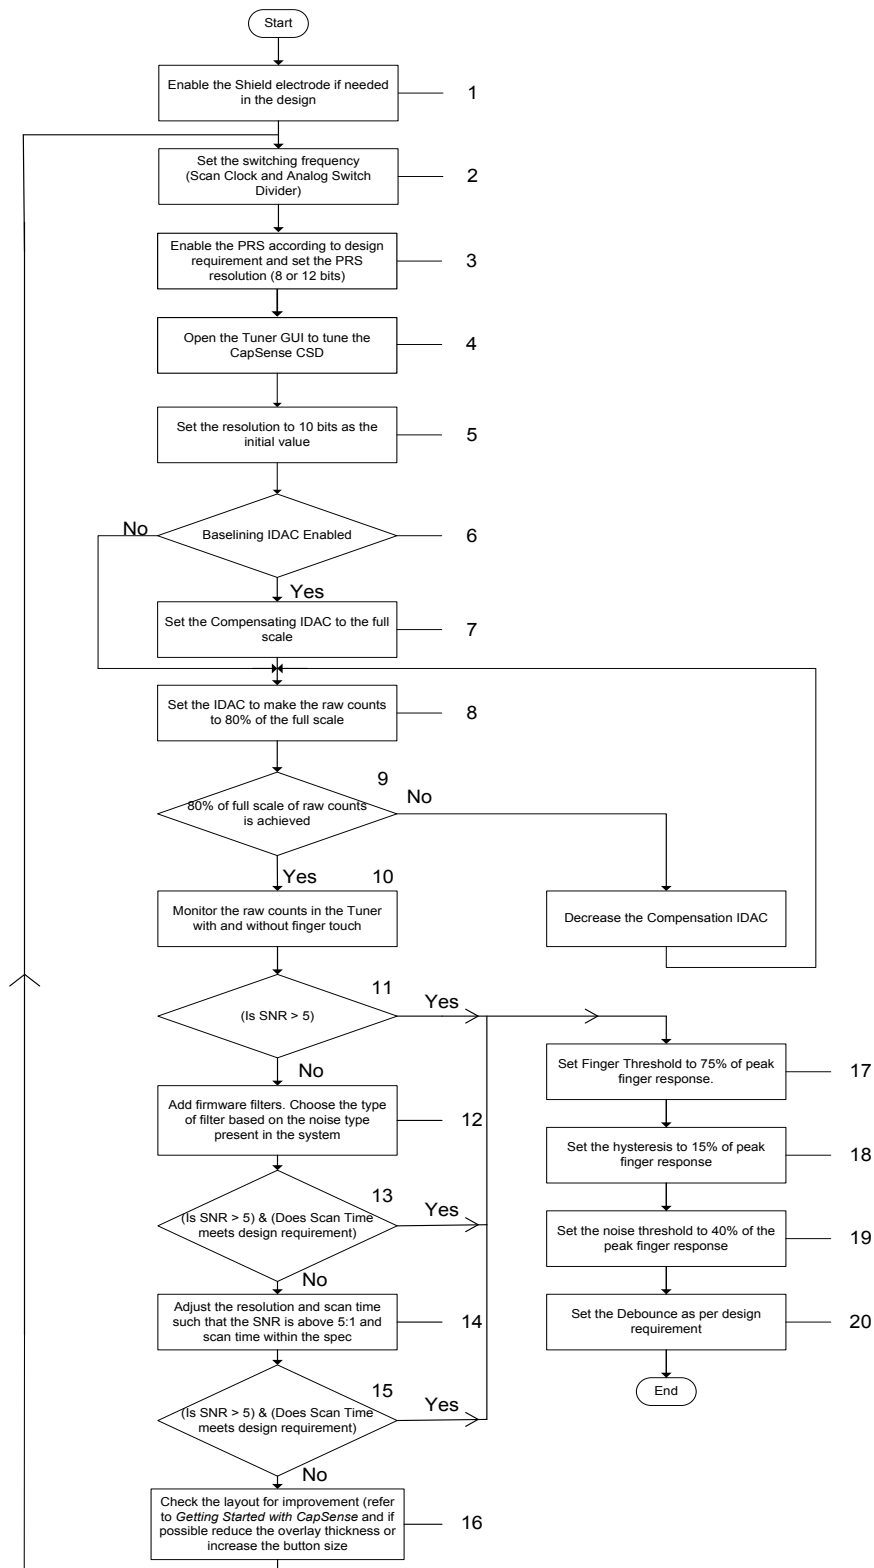 Start
Enable the Shield electrode if needed
in the design
1
Set the switching frequency
(Scan Clock and Analog Switch
Divider)
2
Enable the PRS according to design
requirement and set the PRS
resolution (8 or 12 bits)
3
Open the Tuner GUI to tune the
CapSense CSD
4
Set the resolution to 10 bits as the
initial value
5
No
Baselining IDAC Enabled
6
Yes
Set the Compensating IDAC to the full
scale
7
Set the IDAC to make the raw counts
to 80% of the full scale
8
9
80% of full scale of raw counts
is achieved
No
Yes
10
Monitor the raw counts in the Tuner
with and without finger touch
Decrease the Compensation IDAC
11
(Is SNR > 5)
Yes
No
Add firmware filters. Choose the type
of filter based on the noise type
present in the system
12
13
(Is SNR > 5) & (Does Scan Time
meets design requirement)
Yes
No
Adjust the resolution and scan time
such that the SNR is above 5:1 and
scan time within the spec
14
15
(Is SNR > 5) & (Does Scan Time
meets design requirement)
Yes
No
Check the layout for improvement (refer
to Getting Started with CapSense and if
possible reduce the overlay thickness or
increase the button size
16
Set Finger Threshold to 75% of peak
finger response.
17
Set the hysteresis to 15% of peak
finger response
18
Set the noise threshold to 40% of the
peak finger response
19
Set the Debounce as per design
requirement
20
End